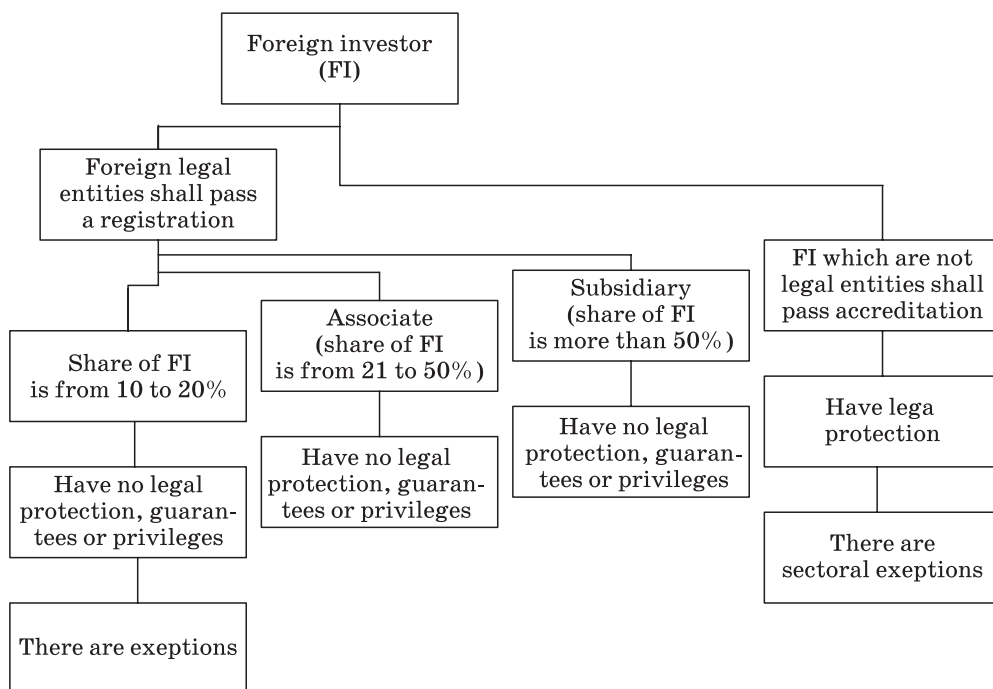 Foreign investor
(FI)
Foreign legal
entities shall pass
a registration
FI which are not
legal entities shall
pass accreditation
Subsidiary
(share of FI
is more than 50%)
Associate
(share of FI
is from 21 to 50%)
Share of FI
is from 10 to 20%
Have lega
protection
Have no legal
protection, guaran-
tees or privileges
Have no legal
protection, guaran-
tees or privileges
Have no legal
protection, guaran-
tees or privileges
There are
sectoral exeptions
There are exeptions